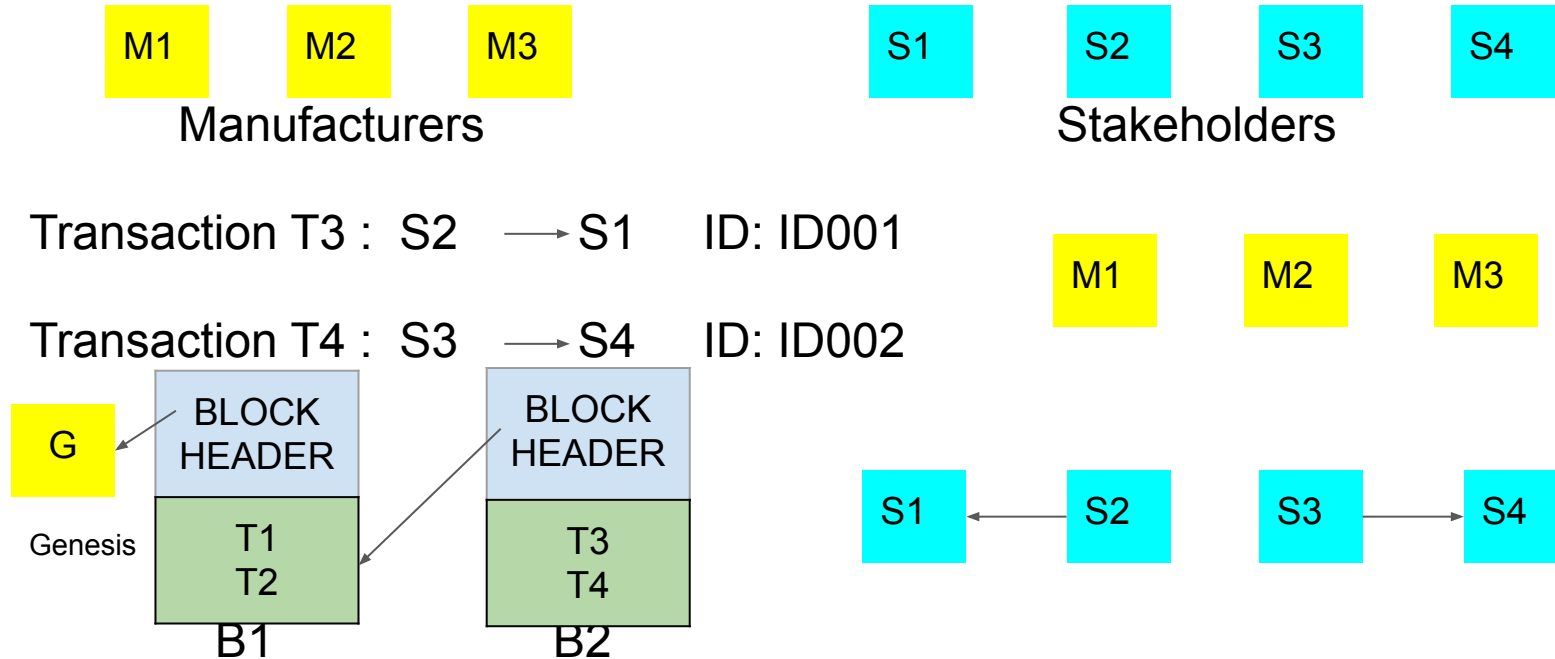 M1 M2 M3
Manufacturers
S1 S2 S3 S4
Stakeholders
Transaction T3 : S2 S1 ID: ID001
Transaction T4 : S3 S4 ID: ID002
M1 M2 M3
G
Genesis
BLOCK
HEADER
T1
T2
B1
BLOCK
HEADER
T3
T4
B2
S1 S2 S3 S4